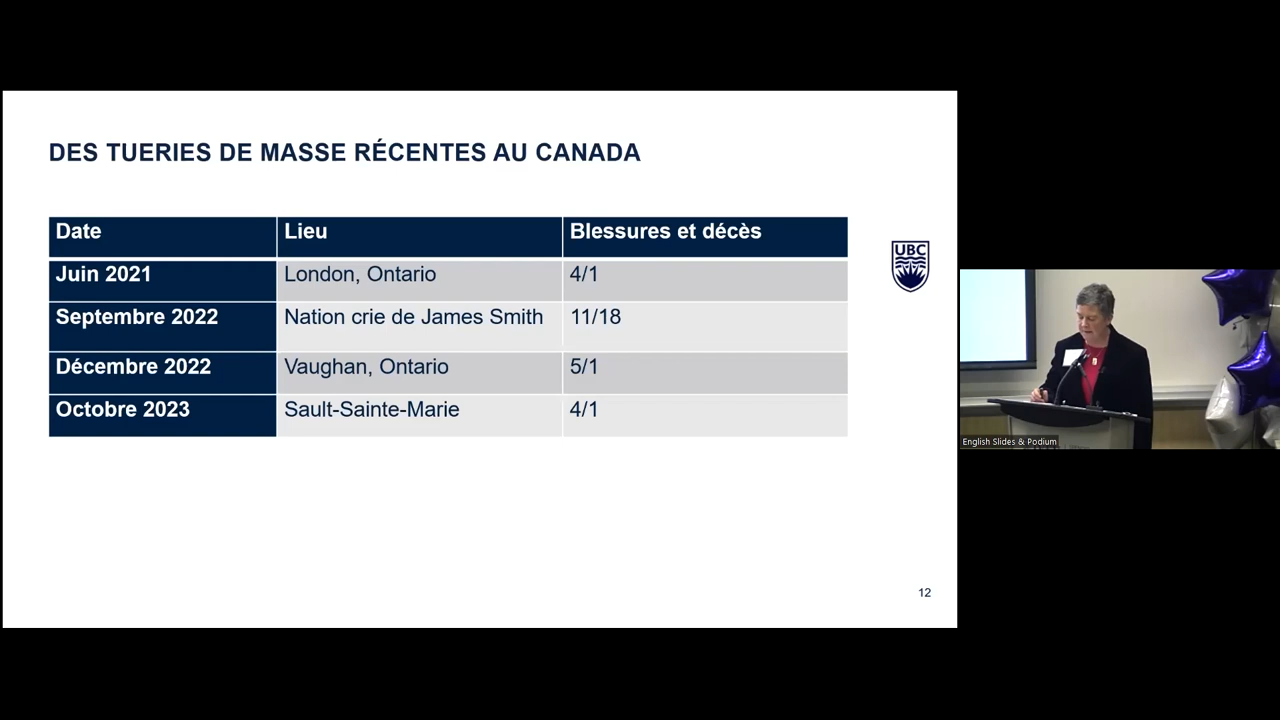 DES TUERIES DE MASSE RÉCENTES AU CANADA
Date Lieu Blessures et décès
Juin 2021 London, Ontario 4/1
Septembre 2022 Nation crie de James Smith 11/18
Décembre 2022 Vaughan, Ontario 5/1
Octobre 2023 Sault-Sainte-Marie 4/1
UBC
12
English Slides & Podium